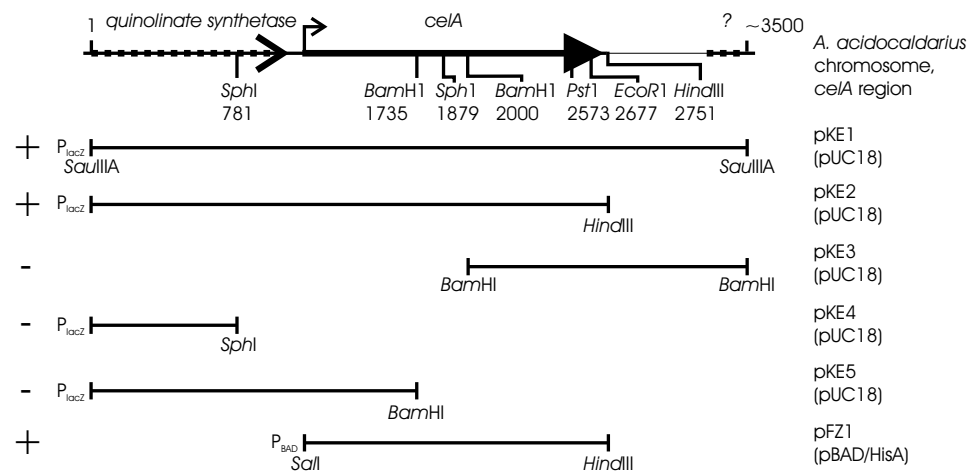 1 quinolinate synthetase celA ? ~3500
A. acidocaldarius
chromosome,
celA region
SphI BamH1 Sph1 BamH1 Pst1 EcoR1 HindIII
781 1735 1879 2000 2573 2677 2751
+ PlacZ
SauIIIA SauIIIA
pKE1
(pUC18)
+ PlacZ
HindIII
pKE2
(pUC18)
-
BamHI BamHI
pKE3
(pUC18)
- PlacZ
SphI
pKE4
(pUC18)
- PlacZ
BamHI
pKE5
(pUC18)
+ PBAD
SalI HindIII
pFZ1
(pBAD/HisA)